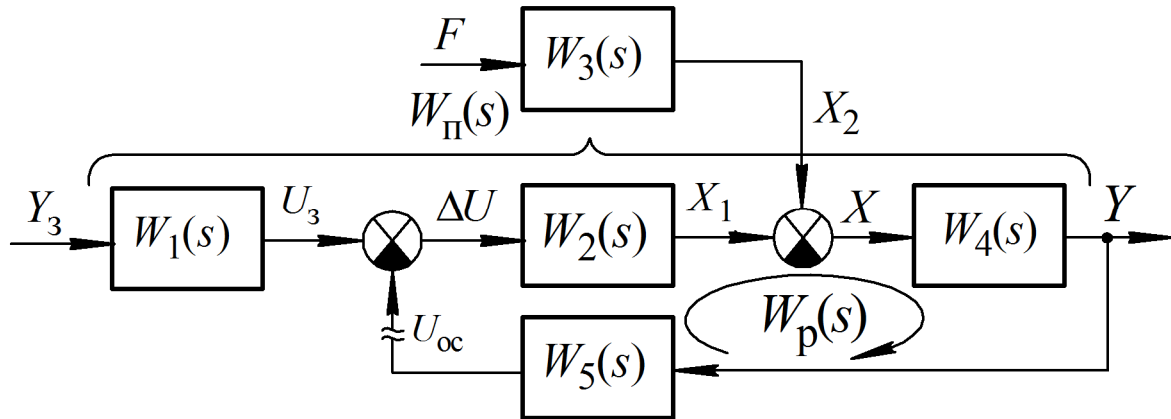 F
W₃(s)
Wп(s)
X₂
Yз
W₁(s)
Uз
ΔU
W₂(s)
X₁
X
W₄(s)
Y
Uос
W₅(s)
Wр(s)